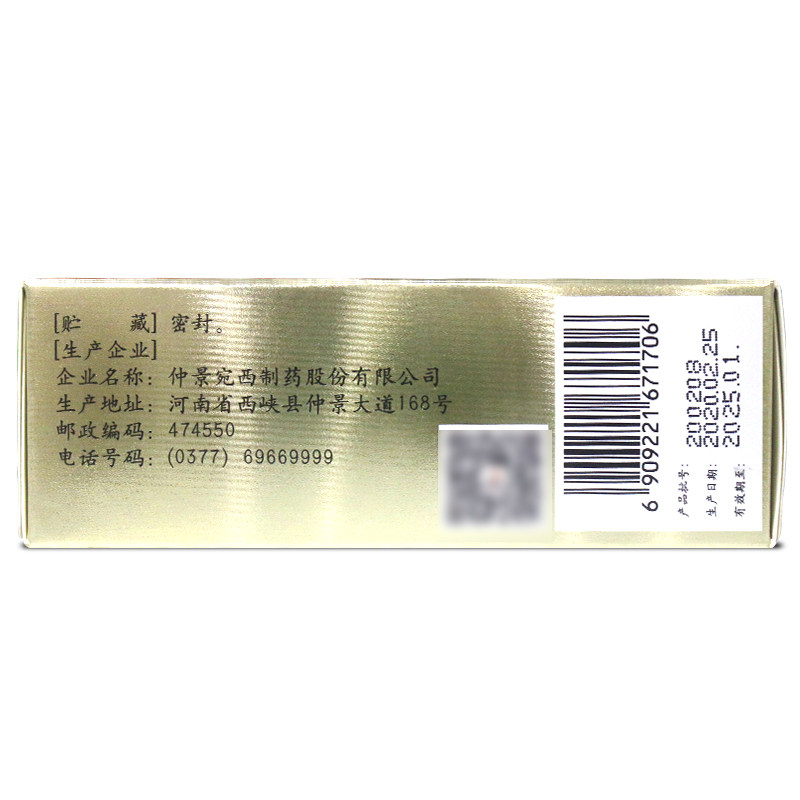 [贮 藏] 密封。
[生产企业]
企业名称：仲景宛西制药股份有限公司
生产地址：河南省西峡县仲景大道168号
邮政编码：474550
电话号码：(0377) 69669999
6 909221 671706
产品批号： 200208
生产日期： 2020.02.25
有效期至： 2025.01.